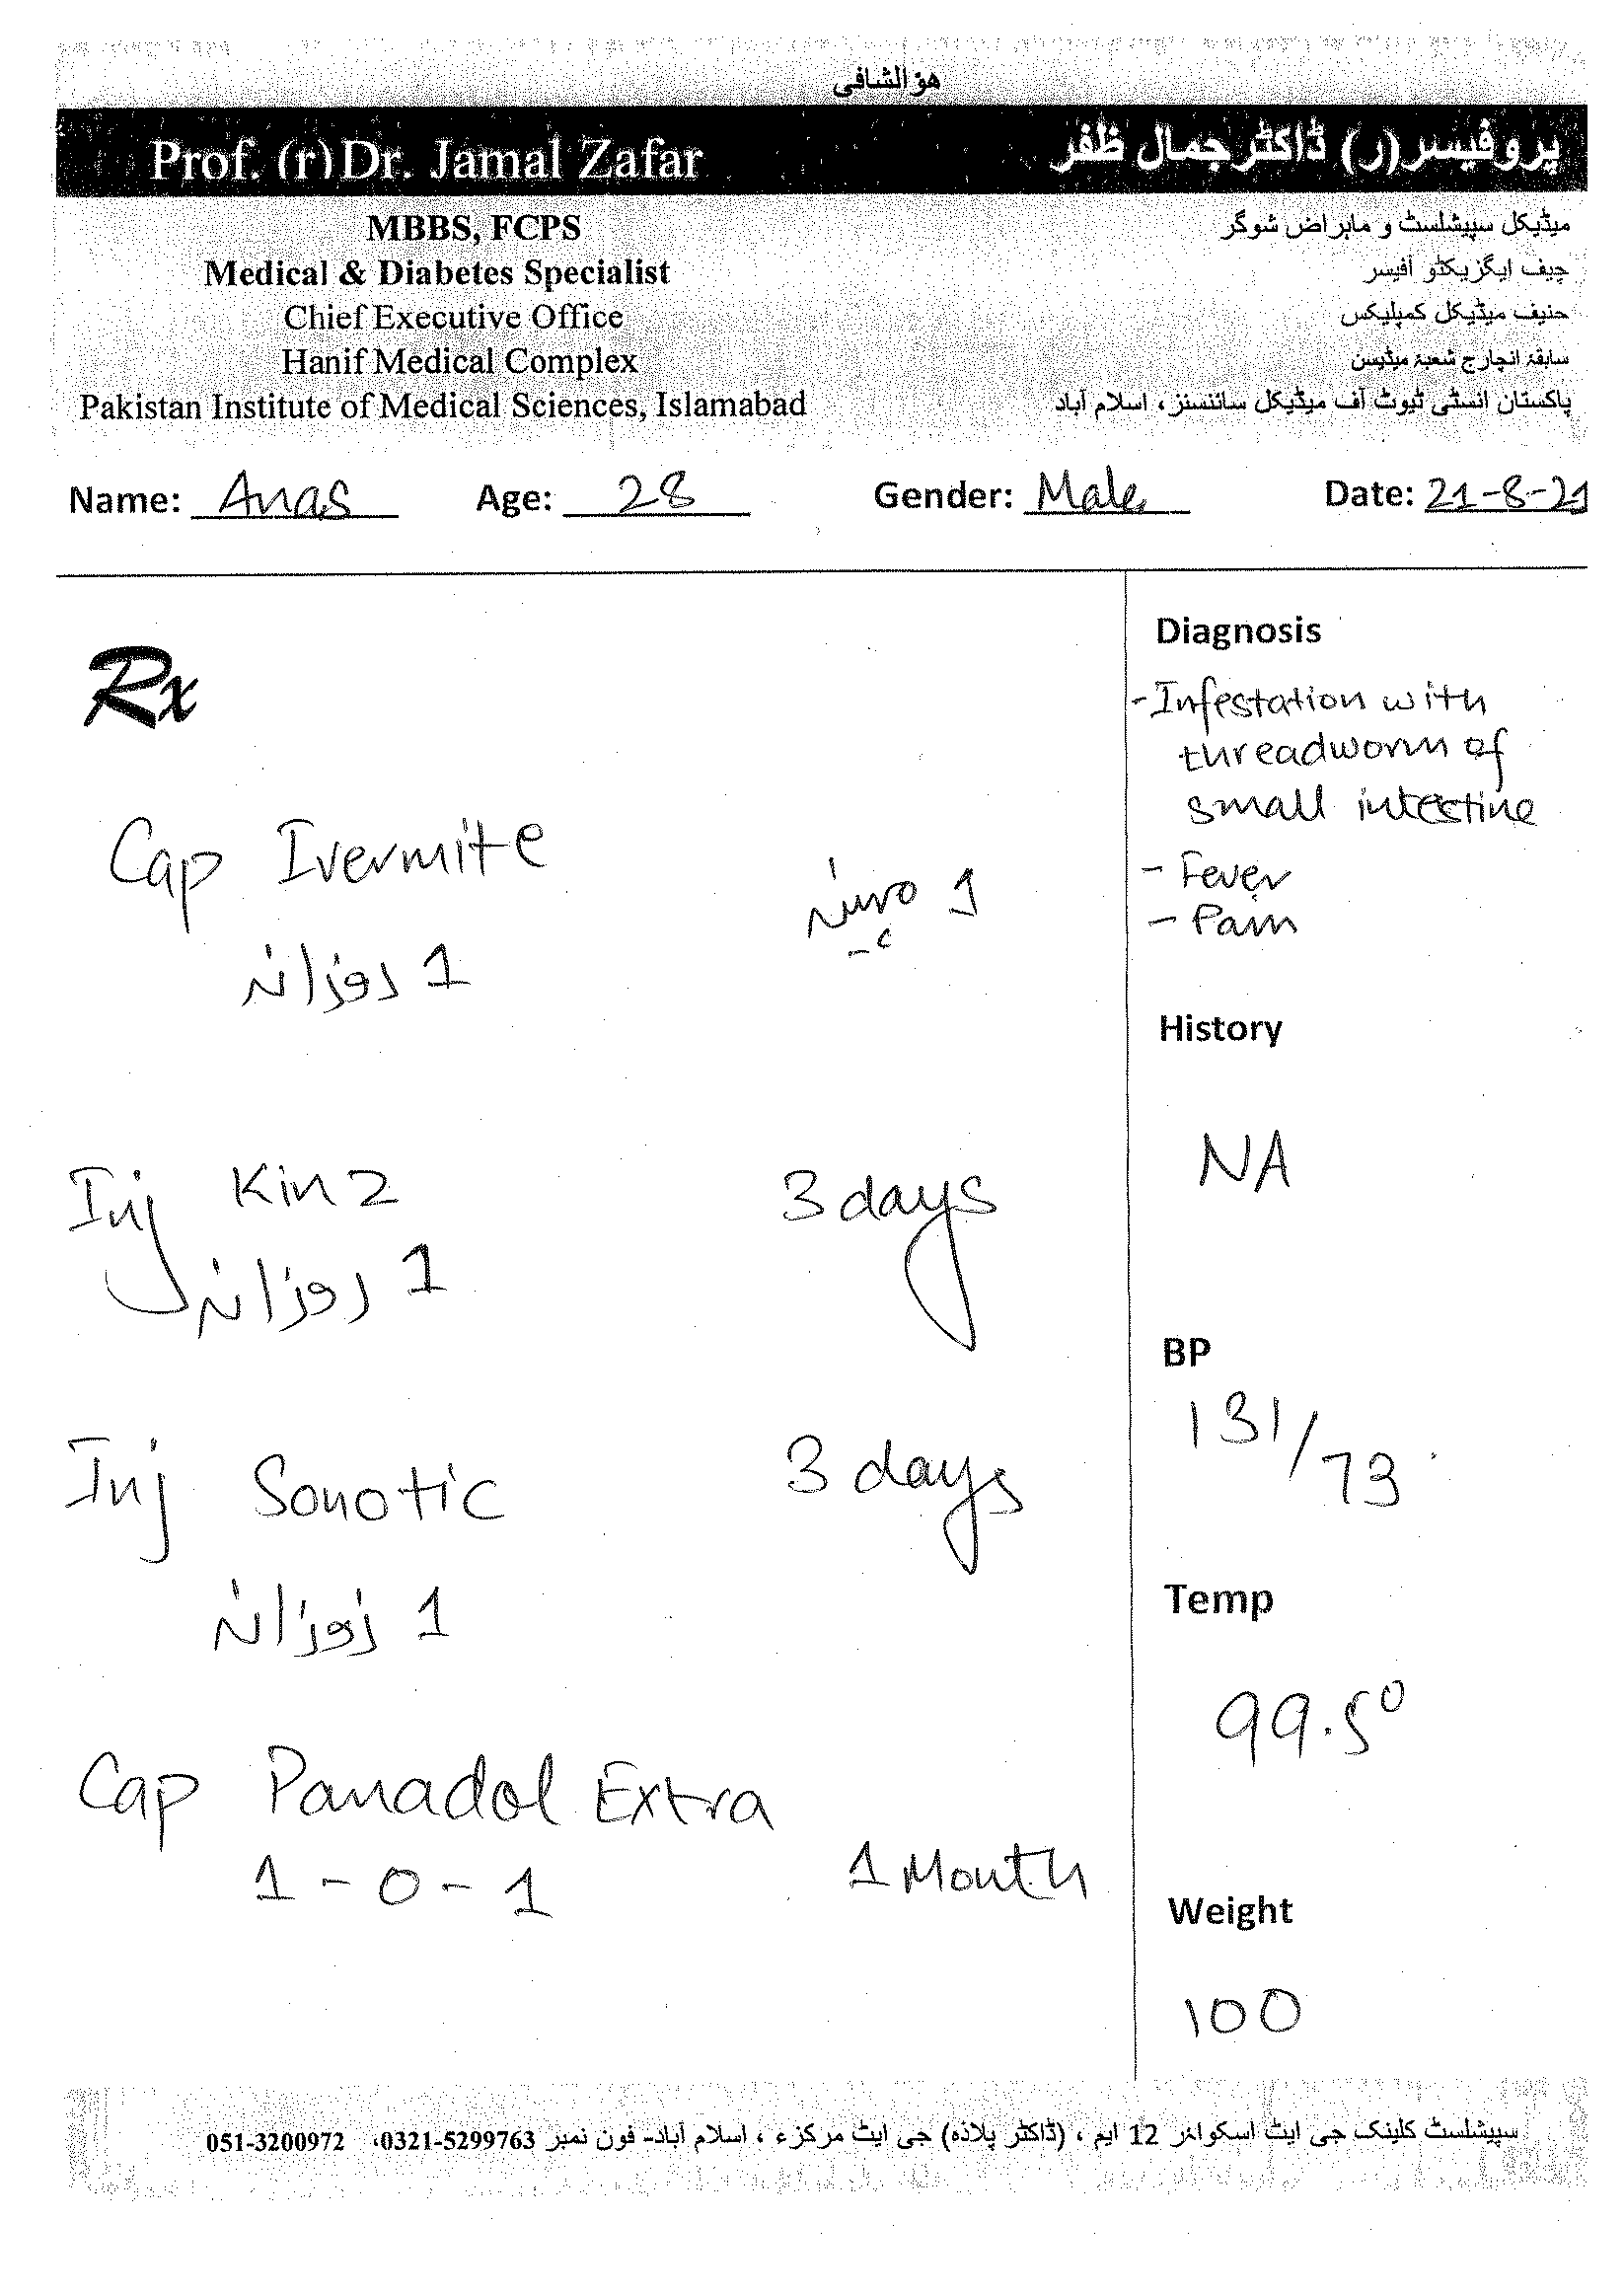 ھوالشافی
Prof. (r) Dr. Jamal Zafar
پروفیسر(ر) ڈاکٹر جمال ظفر
MBBS, FCPS
Medical & Diabetes Specialist
Chief Executive Office
Hanif Medical Complex
Pakistan Institute of Medical Sciences, Islamabad
میڈیکل سپیشلسٹ و ماہراض شوگر
چیف ایگزیکٹو آفیسر
حنیف میڈیکل کمپلیکس
سابقہ انچارج شعبۂ میڈیسن
پاکستان انسٹی ٹیوٹ آف میڈیکل سائنسنز، اسلام آباد
Name: Anas Age: 28 Gender: Male Date: 21-8-21
Rx
Cap Ivermite
1 روزانہ
1 مہینہ
Inj Kinz 3 days
1 روزانہ
Inj Sonotic 3 days
1 روزانہ
Cap Panadol Extra
1 - 0 - 1 1 Month
Diagnosis
- Infestation with
threadworm of
small intestine
- Fever
- Pain
History
NA
BP
131/73
Temp
99.5°
Weight
100
سپیشلسٹ کلینک جی ایٹ اسکوائر 12 ایم ، (ڈاکٹر پلازہ) جی ایٹ مرکزء ، اسلام آباد- فون نمبر 0321-5299763، 051-3200972